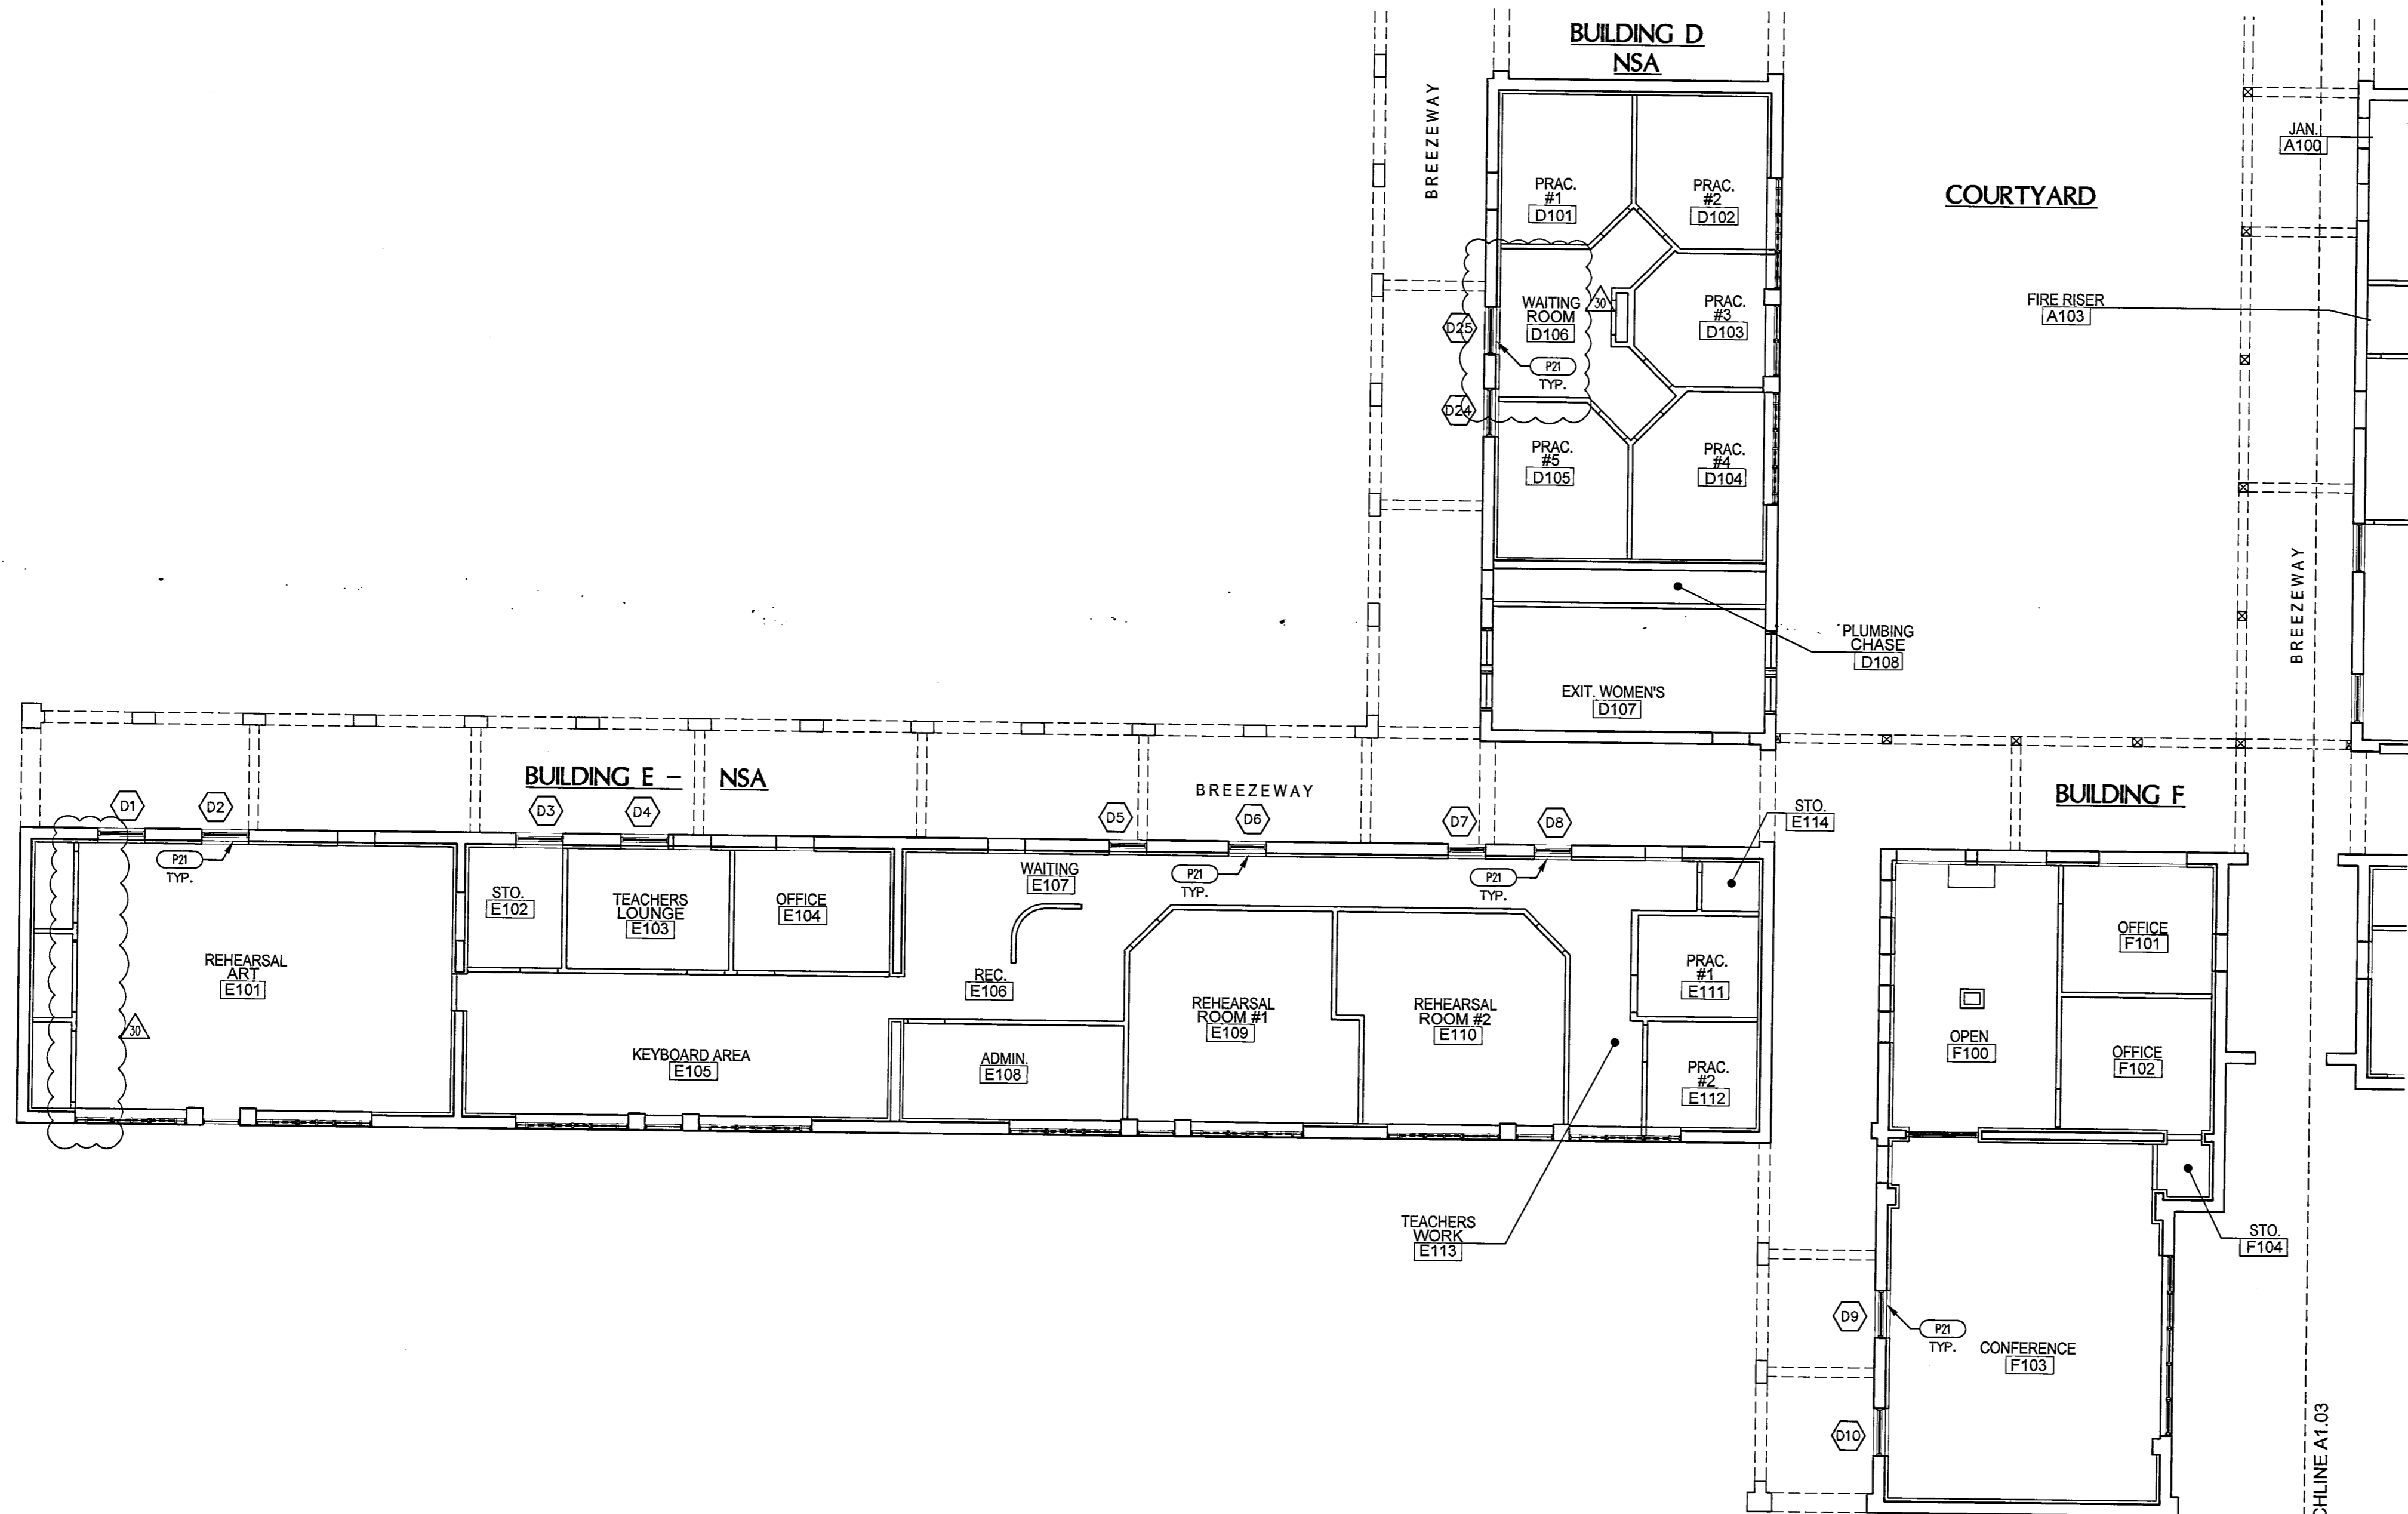 BUILDING D
NSA
BREEZEWAY
COURTYARD
JAN.
A100
PRAC.
#1
D101
PRAC.
#2
D102
FIRE RISER
A103
WAITING
ROOM
D106
30
PRAC.
#3
D103
D25
P21
TYP.
D24
PRAC.
#5
D105
PRAC.
#4
D104
BREEZEWAY
PLUMBING
CHASE
D108
EXIT. WOMEN'S
D107
BUILDING E - NSA
BREEZEWAY
BUILDING F
D1
D2
D3
D4
D5
D6
D7
D8
STO.
E114
P21
TYP.
STO.
E102
TEACHERS
LOUNGE
E103
OFFICE
E104
WAITING
E107
P21
TYP.
P21
TYP.
REHEARSAL
ART
E101
30
REC.
E106
REHEARSAL
ROOM #1
E109
REHEARSAL
ROOM #2
E110
PRAC.
#1
E111
KEYBOARD AREA
E105
ADMIN.
E108
PRAC.
#2
E112
OFFICE
F101
OPEN
F100
OFFICE
F102
TEACHERS
WORK
E113
STO.
F104
D9
P21
TYP.
CONFERENCE
F103
D10
CHLINE A1.03